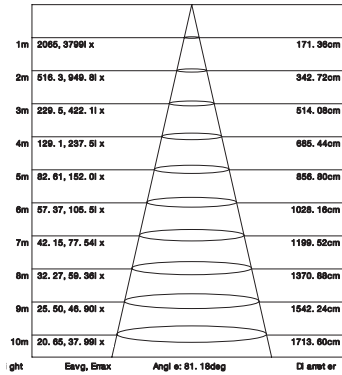 1m 2065, 3799lx 171.36cm
2m 516.3, 949.8lx 342.72cm
3m 229.5, 422.1lx 514.08cm
4m 129.1, 237.5lx 685.44cm
5m 82.61, 152.0lx 856.80cm
6m 57.37, 105.5lx 1028.16cm
7m 42.15, 77.54lx 1199.52cm
8m 32.27, 59.36lx 1370.88cm
9m 25.50, 46.90lx 1542.24cm
10m 20.65, 37.99lx 1713.60cm
ight Eavg, Emax Angle: 81.18deg Diameter